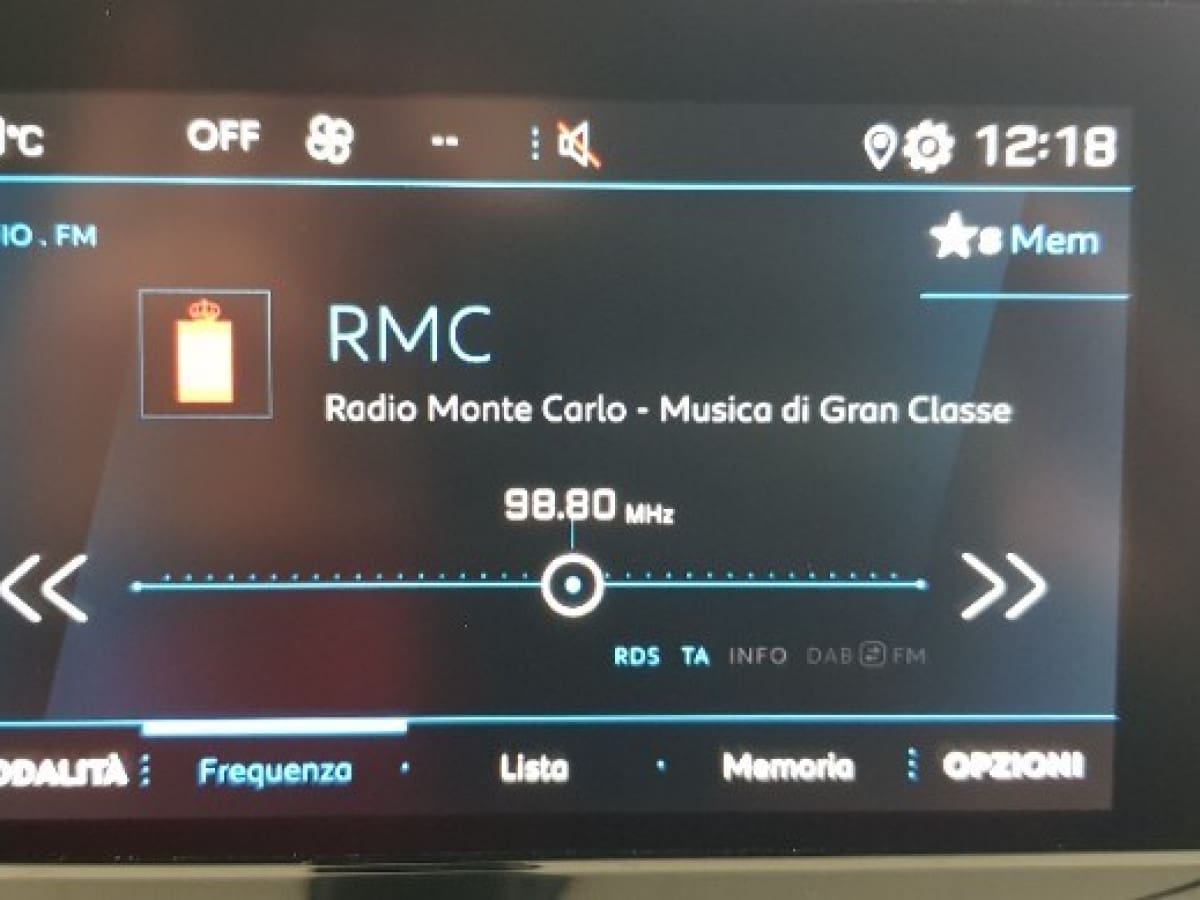 °C OFF -- 12:18
IO . FM
8 Mem
RMC
Radio Monte Carlo - Musica di Gran Classe
98.80 MHz
RDS TA INFO DAB FM
ODALITÀ Frequenza Lista Memoria OPZIONI